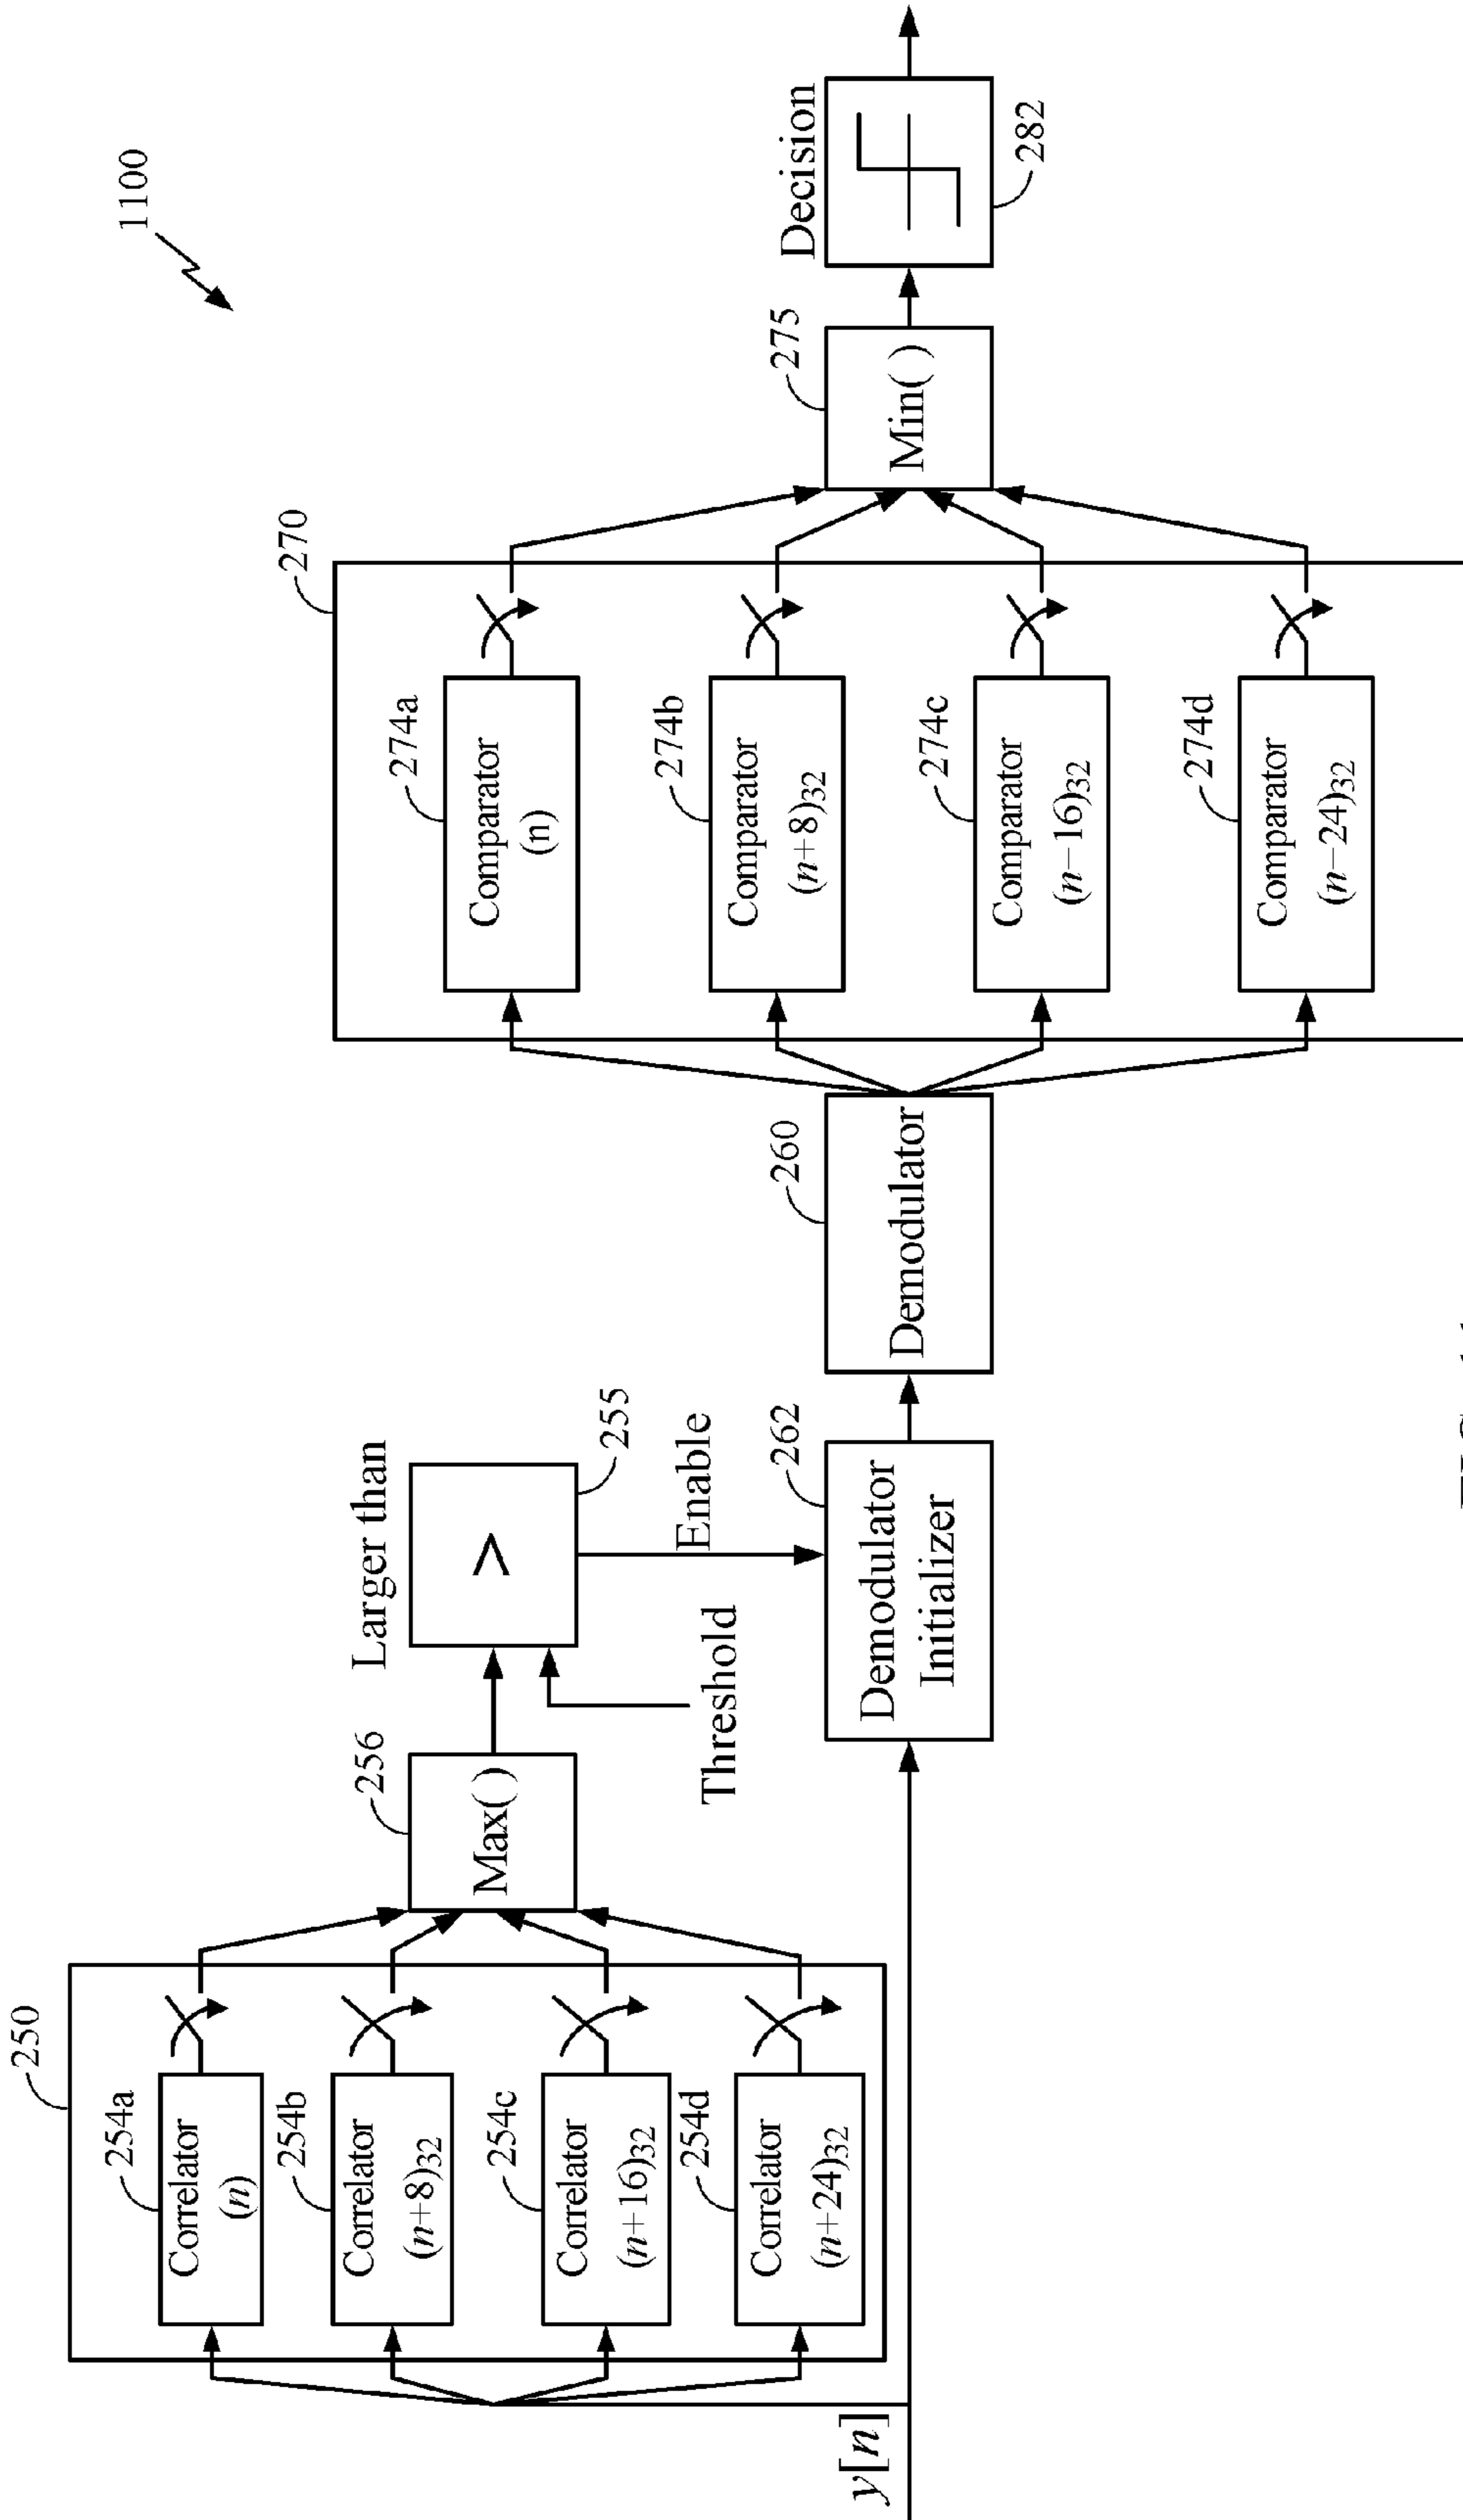 1100
250
254a
Correlator
(n)
254b
Correlator
(n+8)32
254c
Correlator
(n+16)32
254d
Correlator
(n+24)32
y[n]
256
Max( )
Larger than
>
255
Threshold
Enable
262
Demodulator
Initializer
260
Demodulator
270
274a
Comparator
(n)
274b
Comparator
(n+8)32
274c
Comparator
(n−16)32
274d
Comparator
(n−24)32
275
Min( )
Decision
282